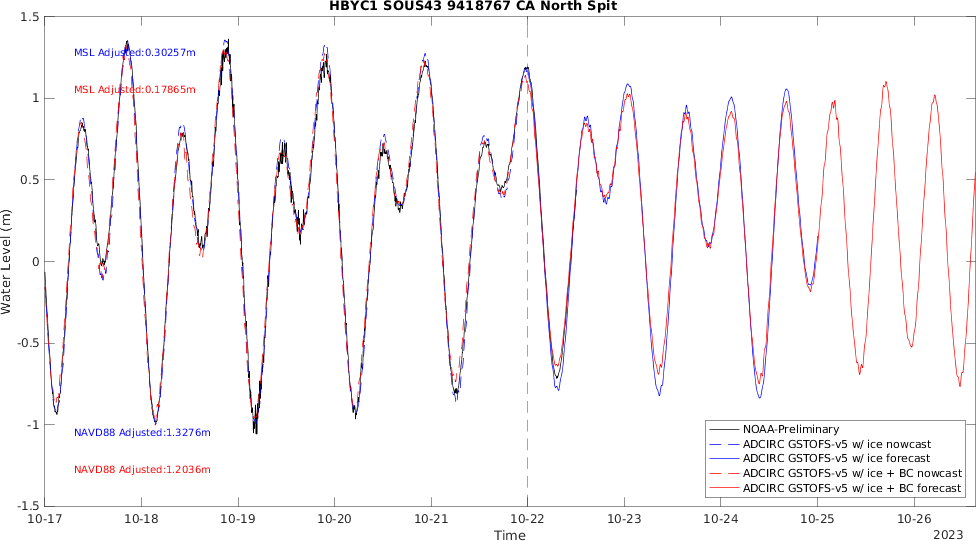 HBYC1 SOUS43 9418767 CA North Spit
1.5
1
0.5
0
-0.5
-1
-1.5
Water Level (m)
MSL Adjusted:0.30257m
MSL Adjusted:0.17865m
NAVD88 Adjusted:1.3276m
NAVD88 Adjusted:1.2036m
NOAA-Preliminary
ADCIRC GSTOFS-v5 w/ ice nowcast
ADCIRC GSTOFS-v5 w/ ice forecast
ADCIRC GSTOFS-v5 w/ice + BC nowcast
ADCIRC GSTOFS-v5 w/ice + BC forecast
10-17 10-18 10-19 10-20 10-21 10-22 10-23 10-24 10-25 10-26
Time
2023